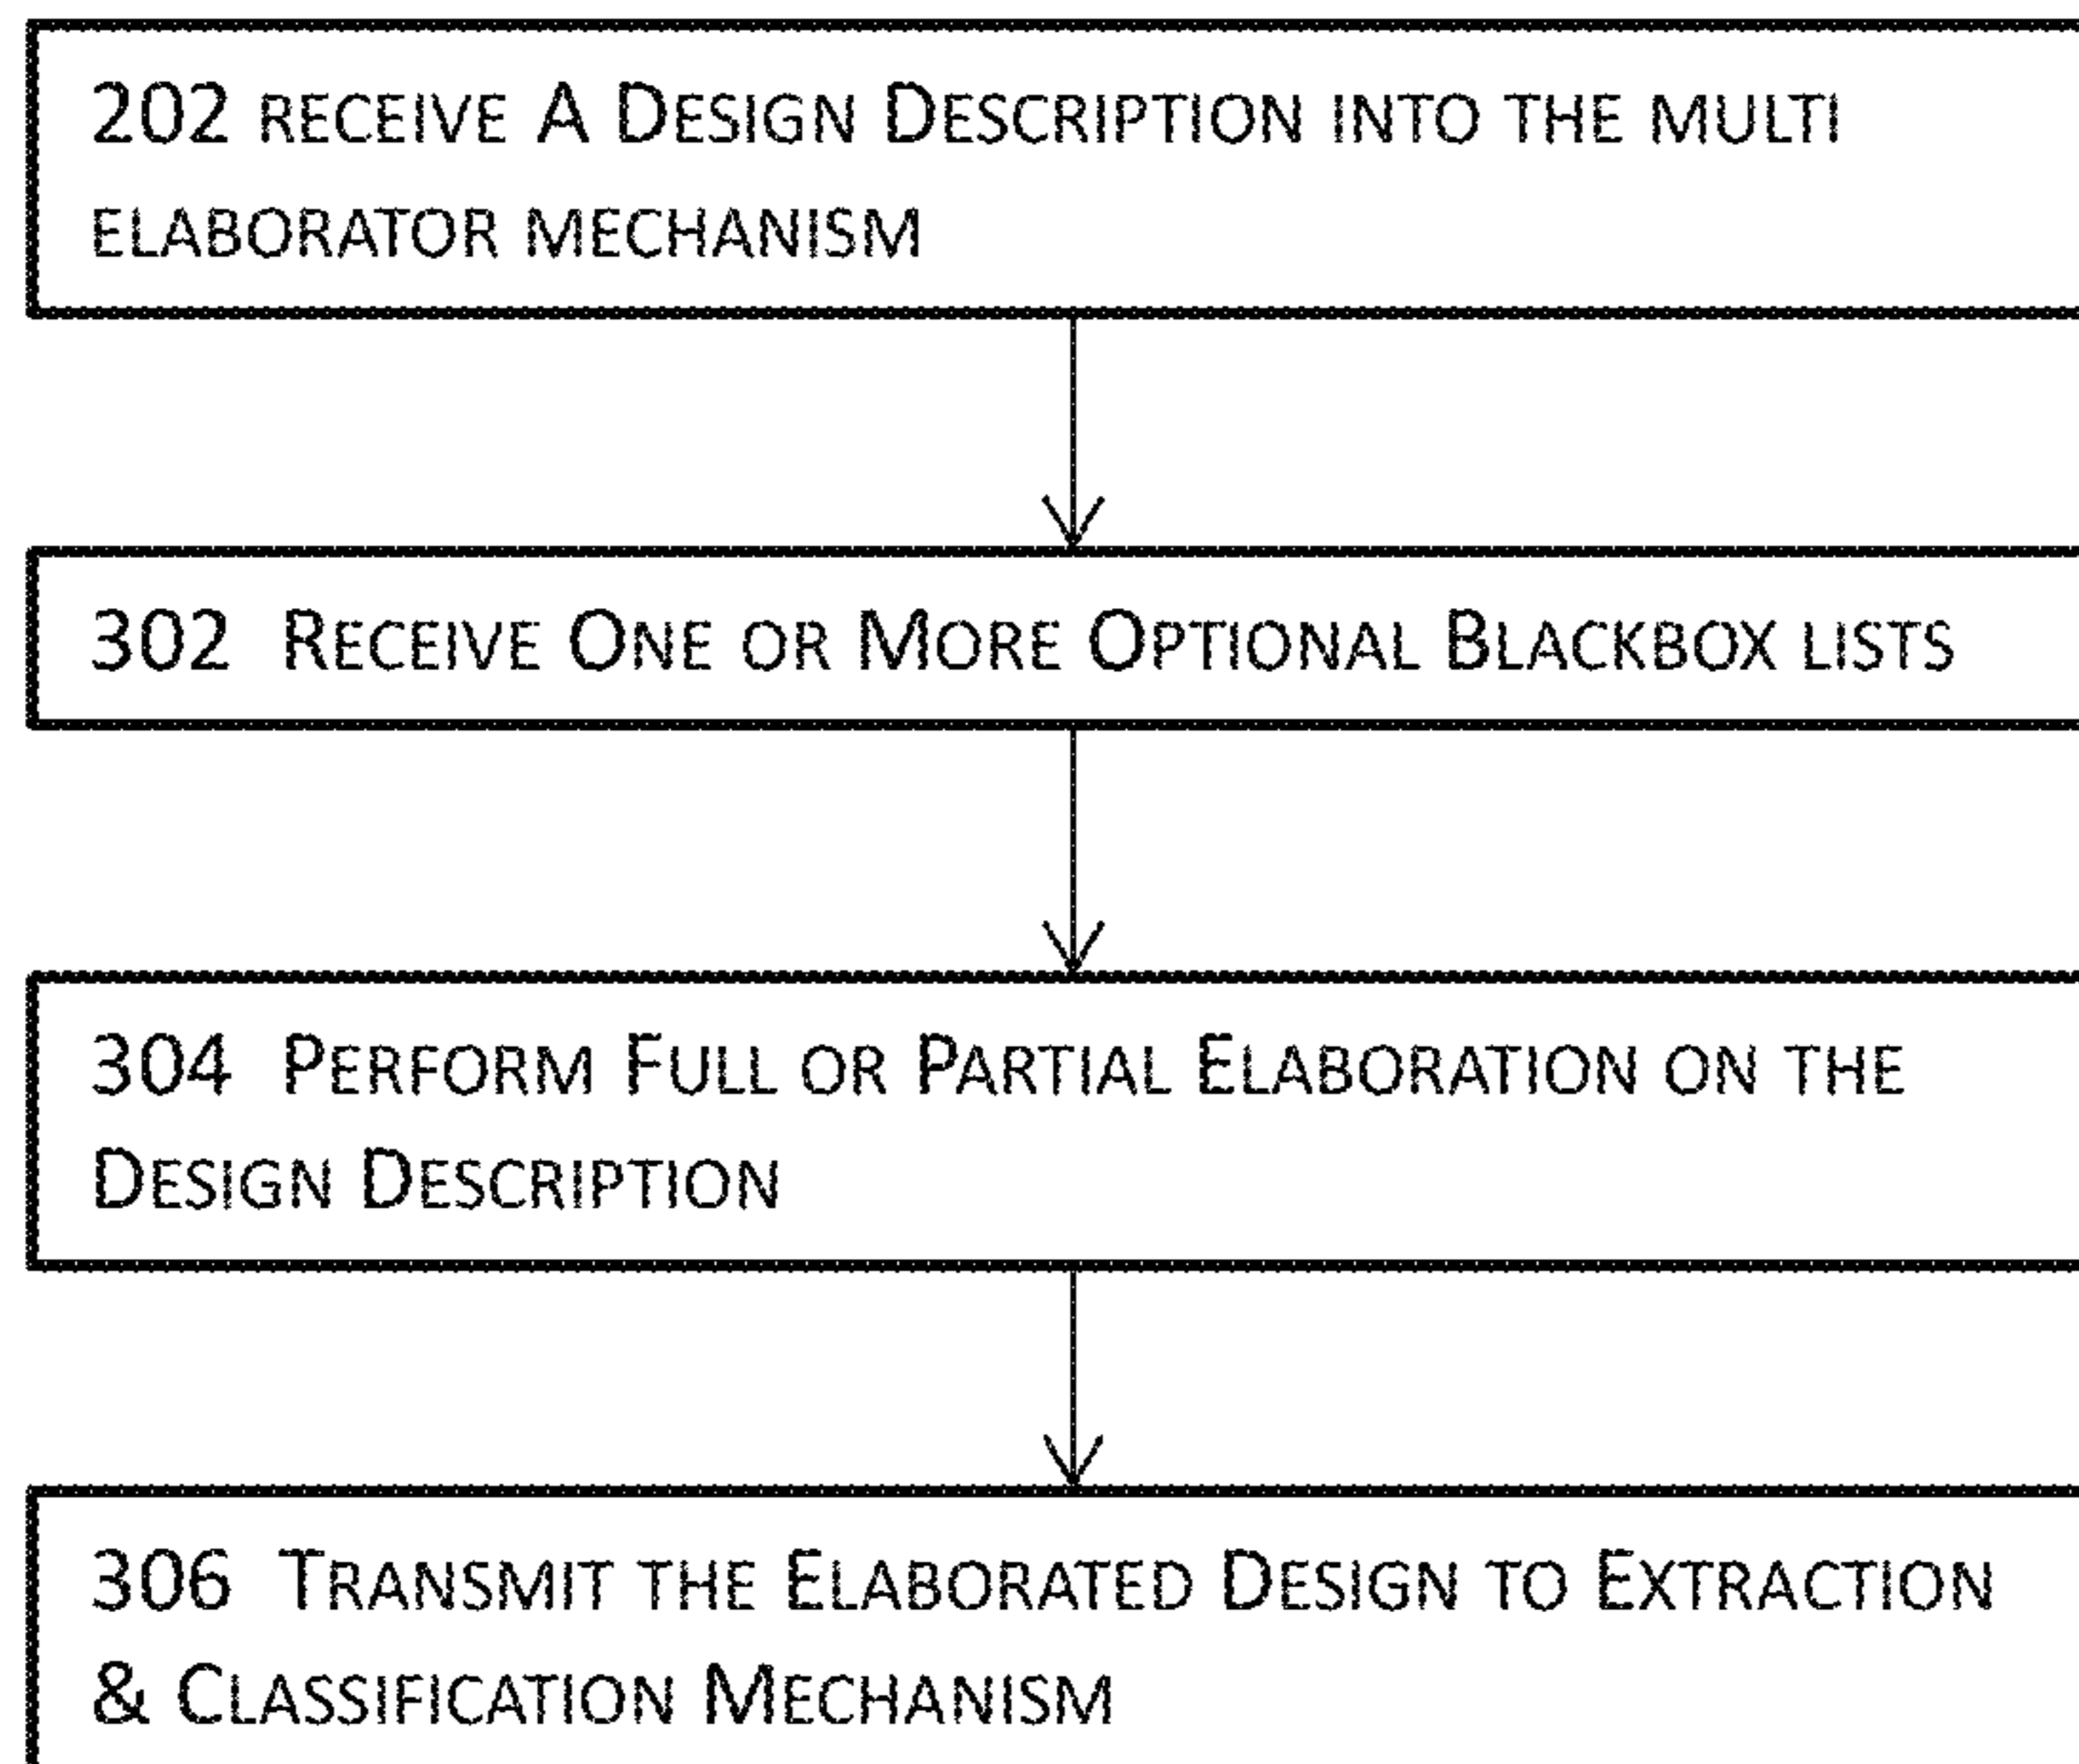 202 RECEIVE A DESIGN DESCRIPTION INTO THE MULTI
ELABORATOR MECHANISM
302 RECEIVE ONE OR MORE OPTIONAL BLACKBOX LISTS
304 PERFORM FULL OR PARTIAL ELABORATION ON THE
DESIGN DESCRIPTION
306 TRANSMIT THE ELABORATED DESIGN TO EXTRACTION
& CLASSIFICATION MECHANISM